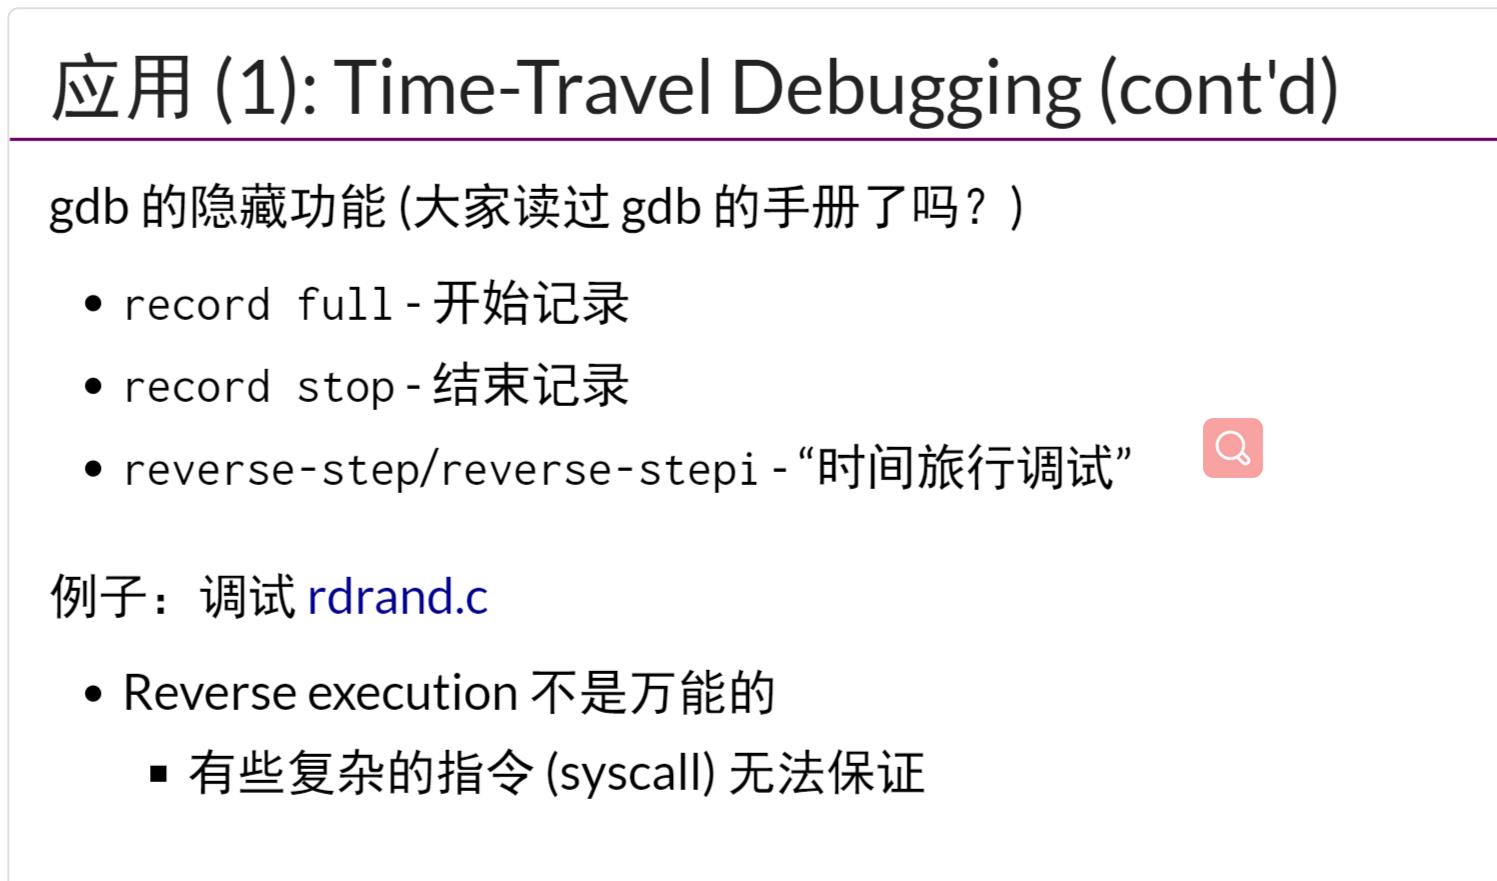 应用 (1): Time-Travel Debugging (cont'd)
gdb 的隐藏功能 (大家读过 gdb 的手册了吗？)
record full - 开始记录
record stop - 结束记录
reverse-step/reverse-stepi - “时间旅行调试”
例子：调试 rdrand.c
Reverse execution 不是万能的
有些复杂的指令 (syscall) 无法保证